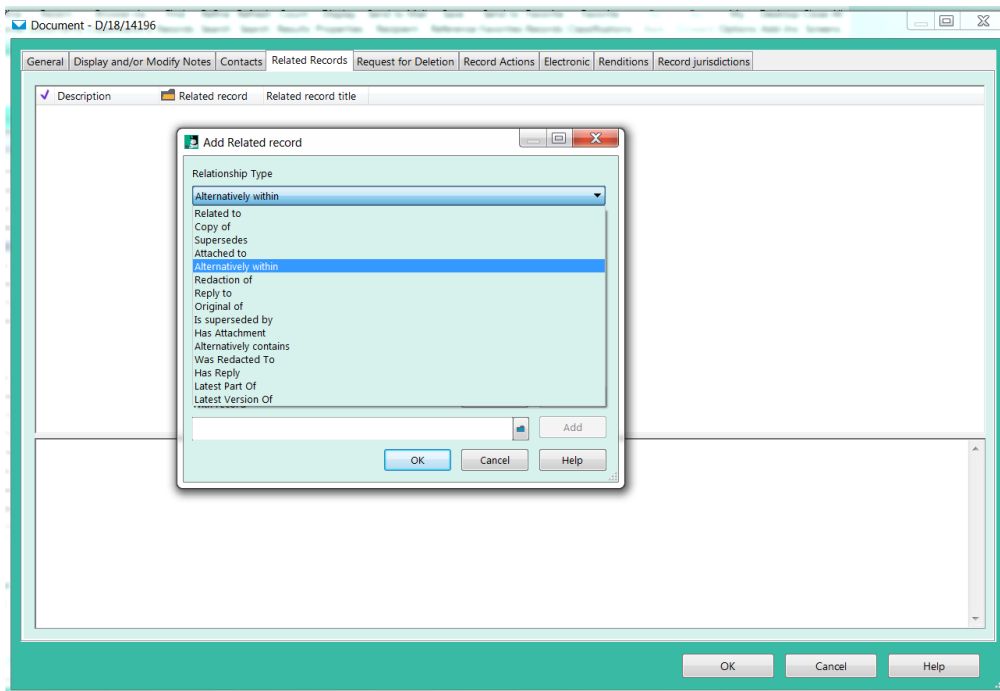 Document - D/18/14196
General Display and/or Modify Notes Contacts Related Records Request for Deletion Record Actions Electronic Renditions Record jurisdictions
Description Related record Related record title
Add Related record
Relationship Type
Alternatively within
Related to
Copy of
Supersedes
Attached to
Alternatively within
Redaction of
Reply to
Original of
Is superseded by
Has Attachment
Alternatively contains
Was Redacted To
Has Reply
Latest Part Of
Latest Version Of
Add
OK Cancel Help
OK Cancel Help